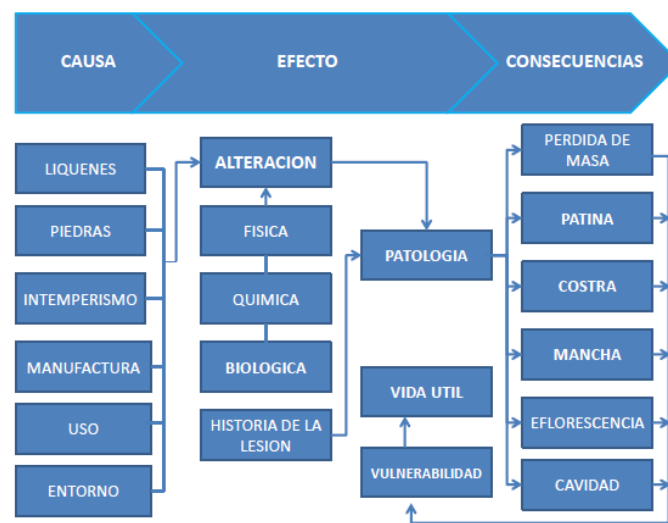 CAUSA
EFECTO
CONSECUENCIAS
LIQUENES
PIEDRAS
INTEMPERISMO
MANUFACTURA
USO
ENTORNO
ALTERACION
FISICA
QUIMICA
BIOLOGICA
HISTORIA DE LA
LESION
PATOLOGIA
VIDA UTIL
VULNERABILIDAD
PERDIDA DE
MASA
PATINA
COSTRA
MANCHA
EFLORESCENCIA
CAVIDAD